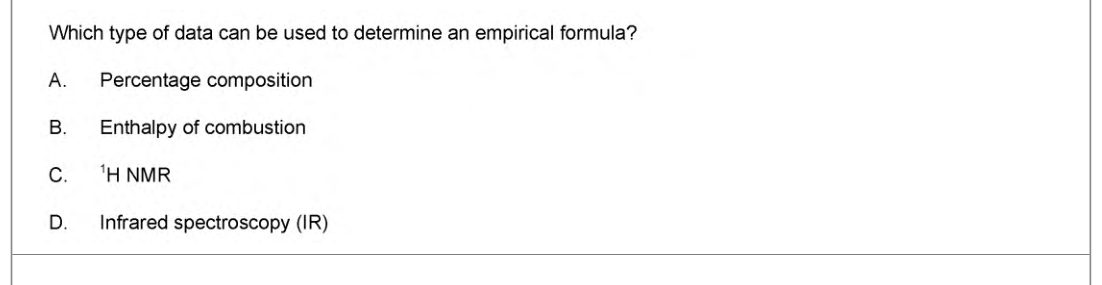 Which type of data can be used to determine an empirical formula?
A. Percentage composition
B. Enthalpy of combustion
C. ¹H NMR
D. Infrared spectroscopy (IR)